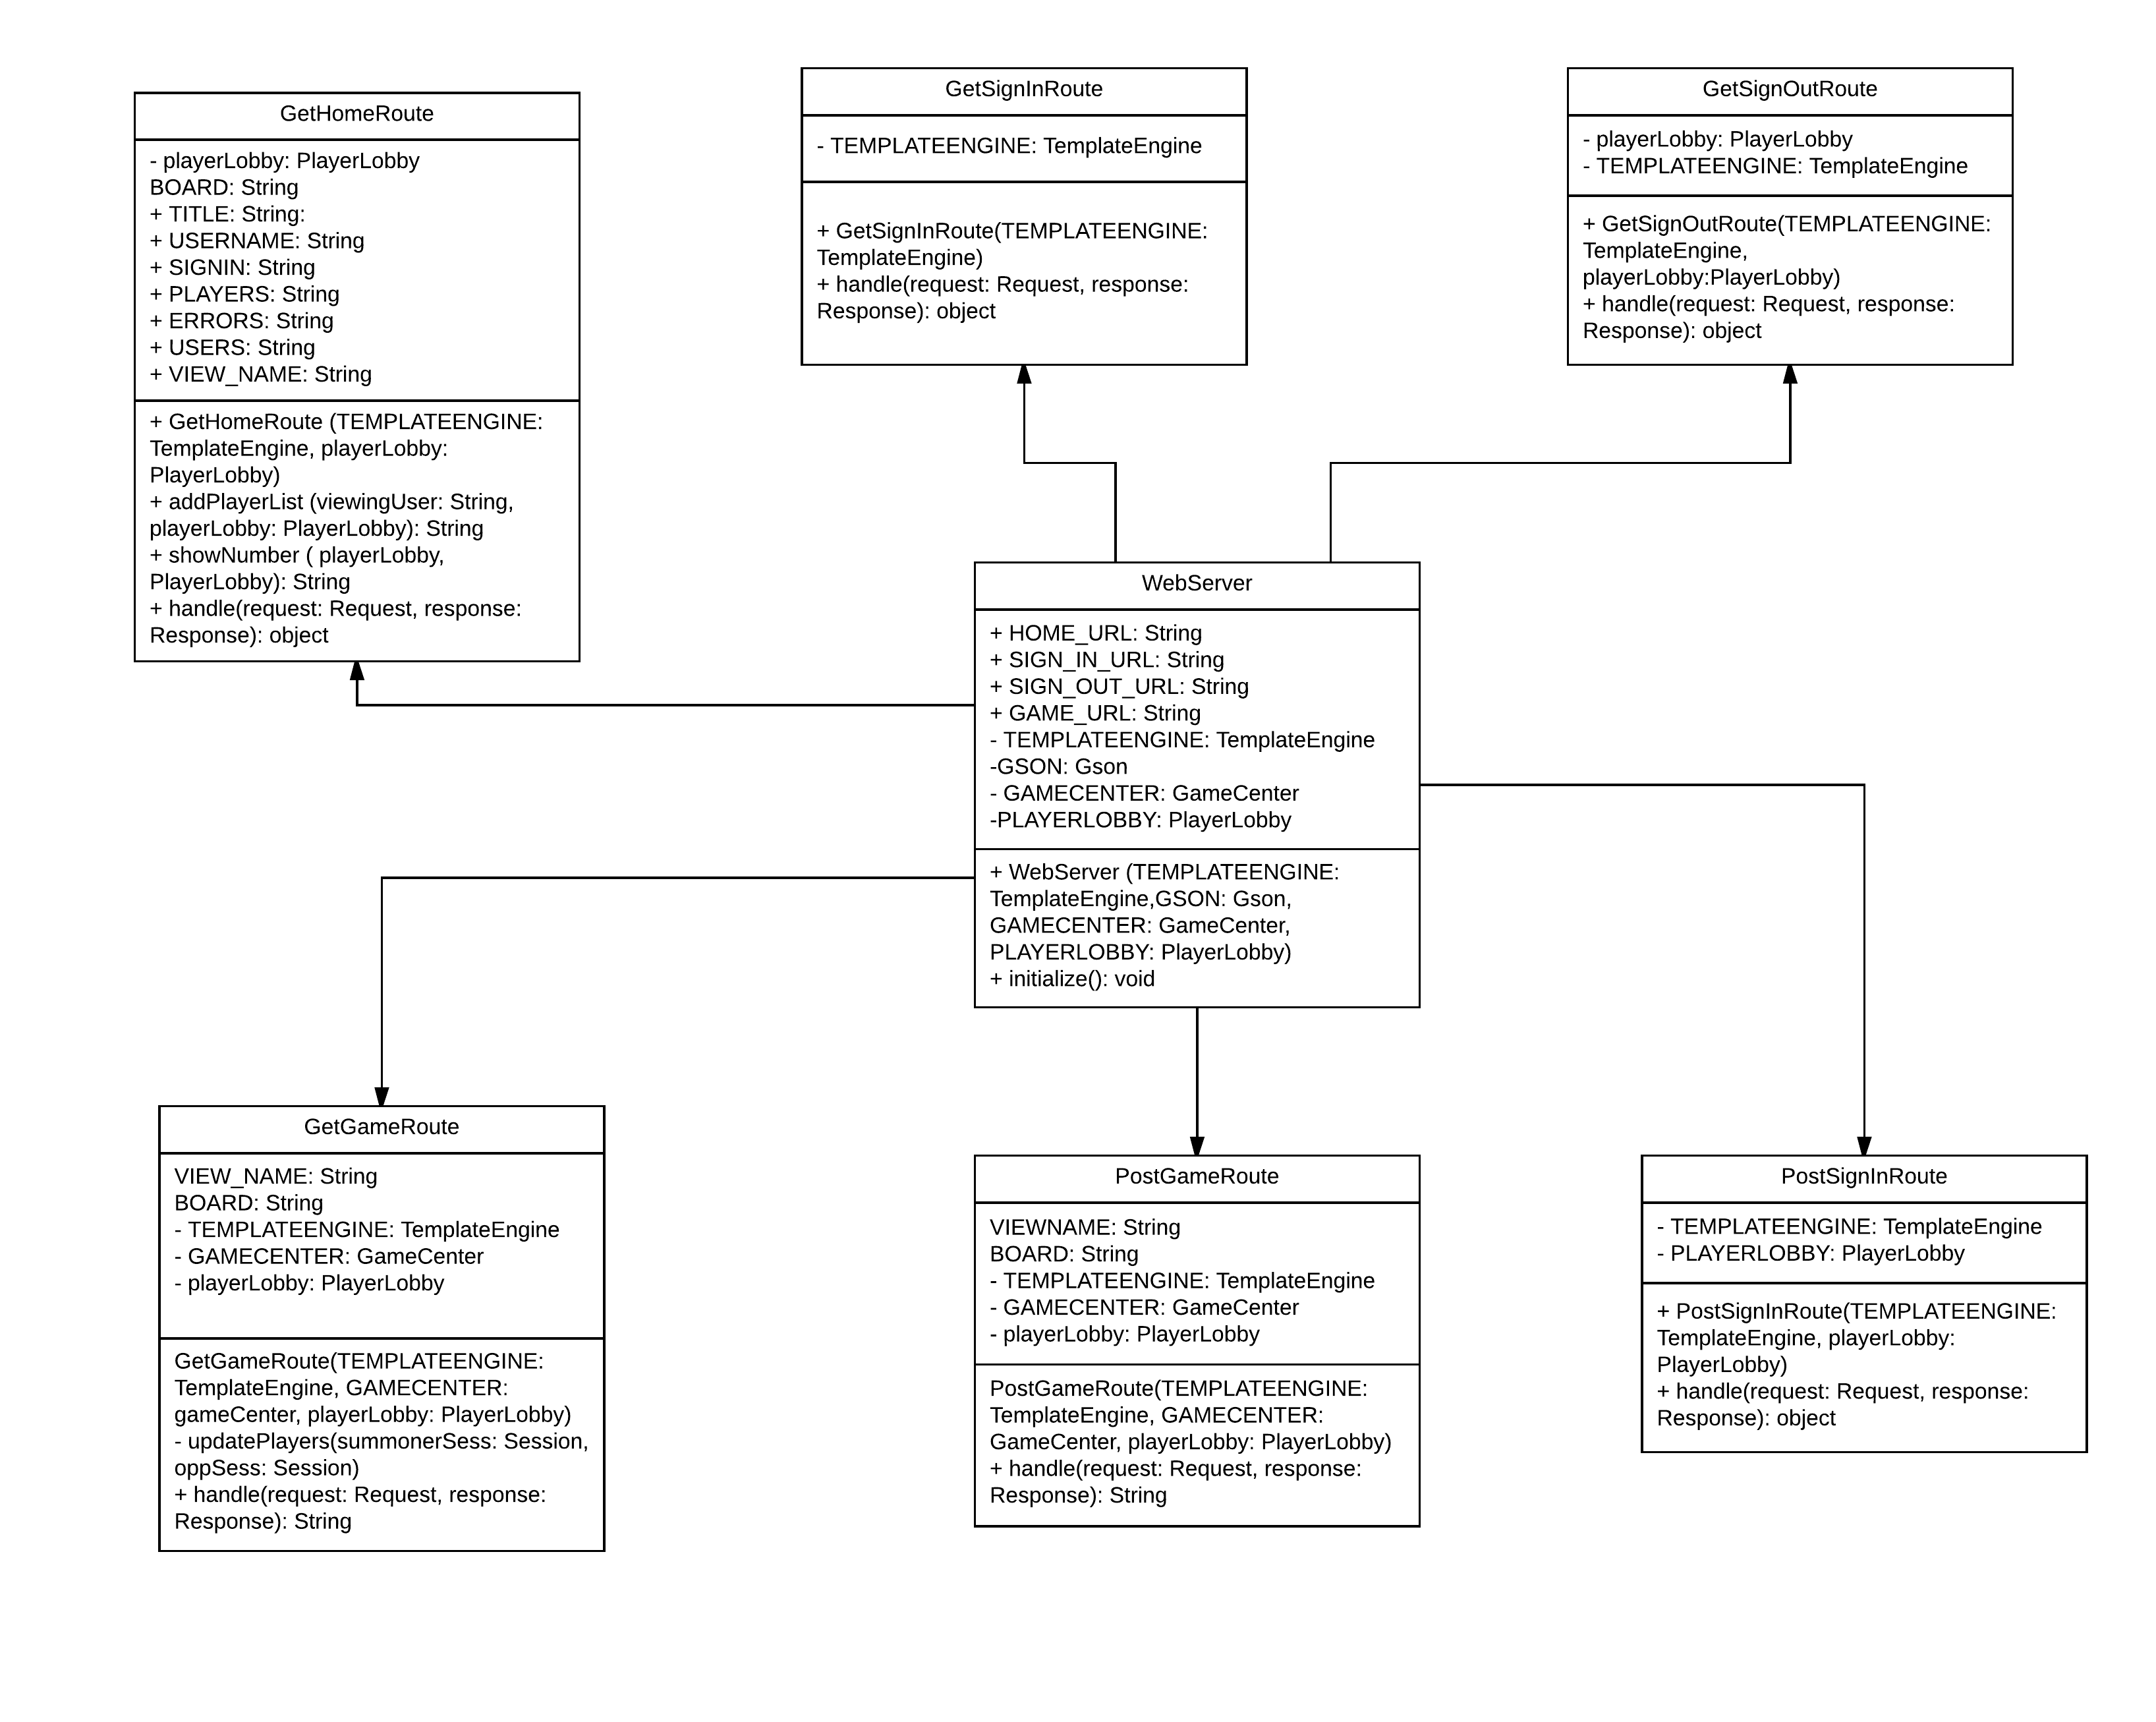 GetHomeRoute
- playerLobby: PlayerLobby
BOARD: String
+ TITLE: String:
+ USERNAME: String
+ SIGNIN: String
+ PLAYERS: String
+ ERRORS: String
+ USERS: String
+ VIEW_NAME: String
+ GetHomeRoute (TEMPLATEENGINE:
TemplateEngine, playerLobby:
PlayerLobby)
+ addPlayerList (viewingUser: String,
playerLobby: PlayerLobby): String
+ showNumber ( playerLobby,
PlayerLobby): String
+ handle(request: Request, response:
Response): object
GetSignInRoute
- TEMPLATEENGINE: TemplateEngine
+ GetSignInRoute(TEMPLATEENGINE:
TemplateEngine)
+ handle(request: Request, response:
Response): object
GetSignOutRoute
- playerLobby: PlayerLobby
- TEMPLATEENGINE: TemplateEngine
+ GetSignOutRoute(TEMPLATEENGINE:
TemplateEngine,
playerLobby:PlayerLobby)
+ handle(request: Request, response:
Response): object
WebServer
+ HOME_URL: String
+ SIGN_IN_URL: String
+ SIGN_OUT_URL: String
+ GAME_URL: String
- TEMPLATEENGINE: TemplateEngine
-GSON: Gson
- GAMECENTER: GameCenter
-PLAYERLOBBY: PlayerLobby
+ WebServer (TEMPLATEENGINE:
TemplateEngine,GSON: Gson,
GAMECENTER: GameCenter,
PLAYERLOBBY: PlayerLobby)
+ initialize(): void
GetGameRoute
VIEW_NAME: String
BOARD: String
- TEMPLATEENGINE: TemplateEngine
- GAMECENTER: GameCenter
- playerLobby: PlayerLobby
GetGameRoute(TEMPLATEENGINE:
TemplateEngine, GAMECENTER:
gameCenter, playerLobby: PlayerLobby)
- updatePlayers(summonerSess: Session,
oppSess: Session)
+ handle(request: Request, response:
Response): String
PostGameRoute
VIEWNAME: String
BOARD: String
- TEMPLATEENGINE: TemplateEngine
- GAMECENTER: GameCenter
- playerLobby: PlayerLobby
PostGameRoute(TEMPLATEENGINE:
TemplateEngine, GAMECENTER:
GameCenter, playerLobby: PlayerLobby)
+ handle(request: Request, response:
Response): String
PostSignInRoute
- TEMPLATEENGINE: TemplateEngine
- PLAYERLOBBY: PlayerLobby
+ PostSignInRoute(TEMPLATEENGINE:
TemplateEngine, playerLobby:
PlayerLobby)
+ handle(request: Request, response:
Response): object